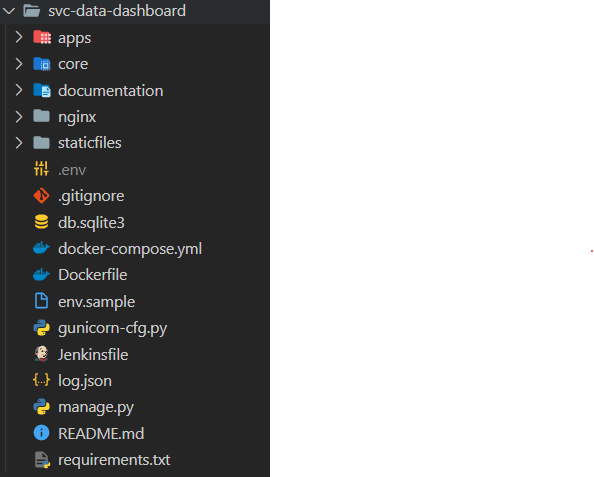 svc-data-dashboard
apps
core
documentation
nginx
staticfiles
.env
.gitignore
db.sqlite3
docker-compose.yml
Dockerfile
env.sample
gunicorn-cfg.py
Jenkinsfile
log.json
manage.py
README.md
requirements.txt